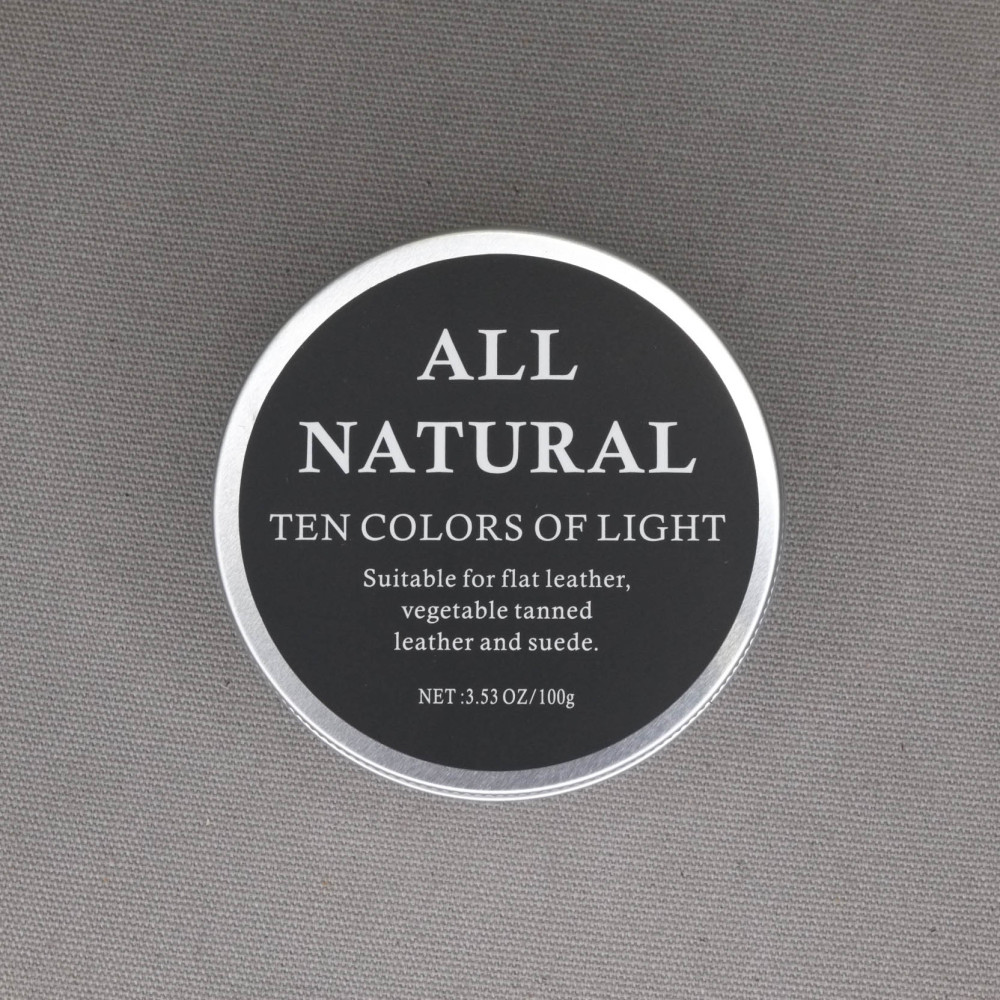 ALL
NATURAL
TEN COLORS OF LIGHT
Suitable for flat leather,
vegetable tanned
leather and suede.
NET :3.53 OZ/100g